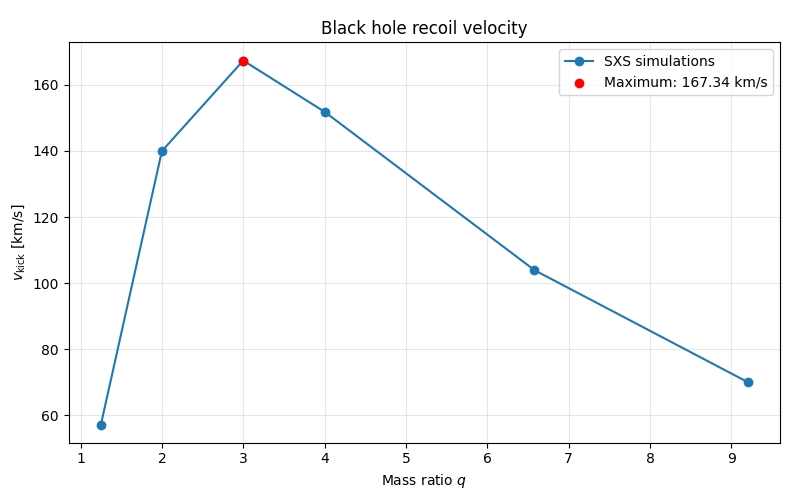 Black hole recoil velocity
SXS simulations
Maximum: 167.34 km/s
160
140
120
100
80
60
v_kick [km/s]
1 2 3 4 5 6 7 8 9
Mass ratio q